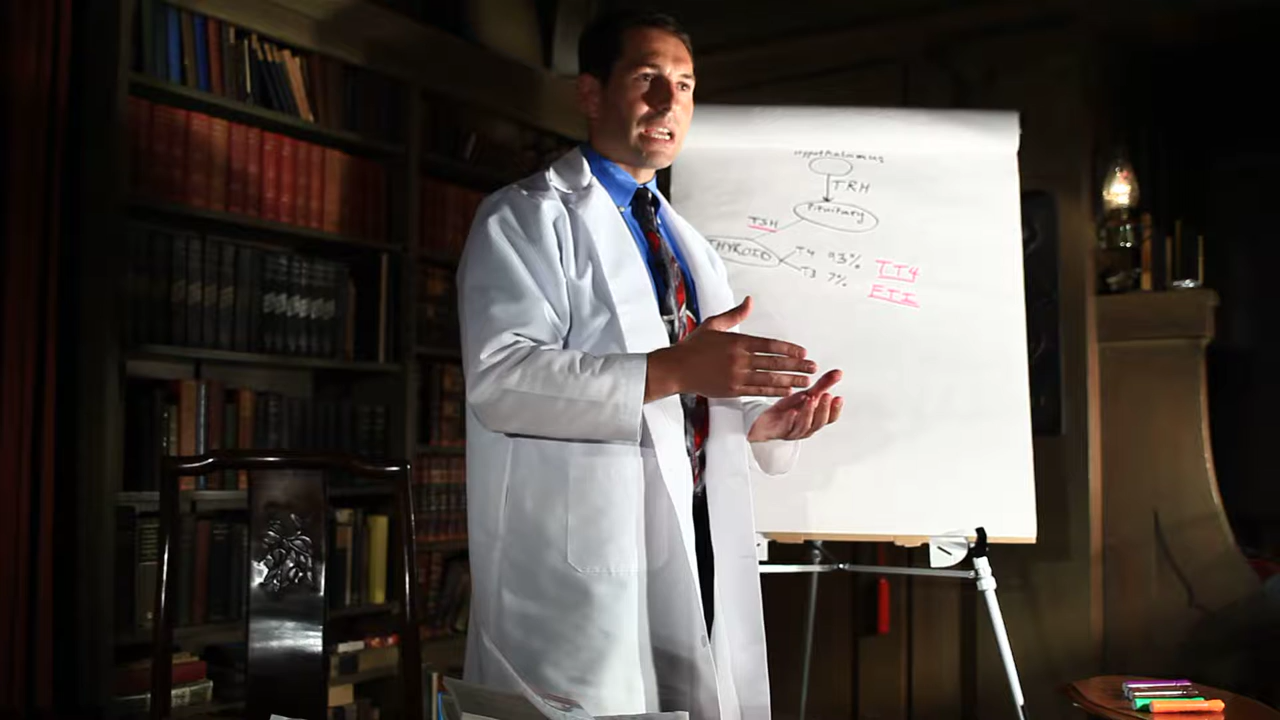 Hypothalamus
TRH
Pituitary
TSH
THYROID
T4 93%
T3 7%
TT4
FTI